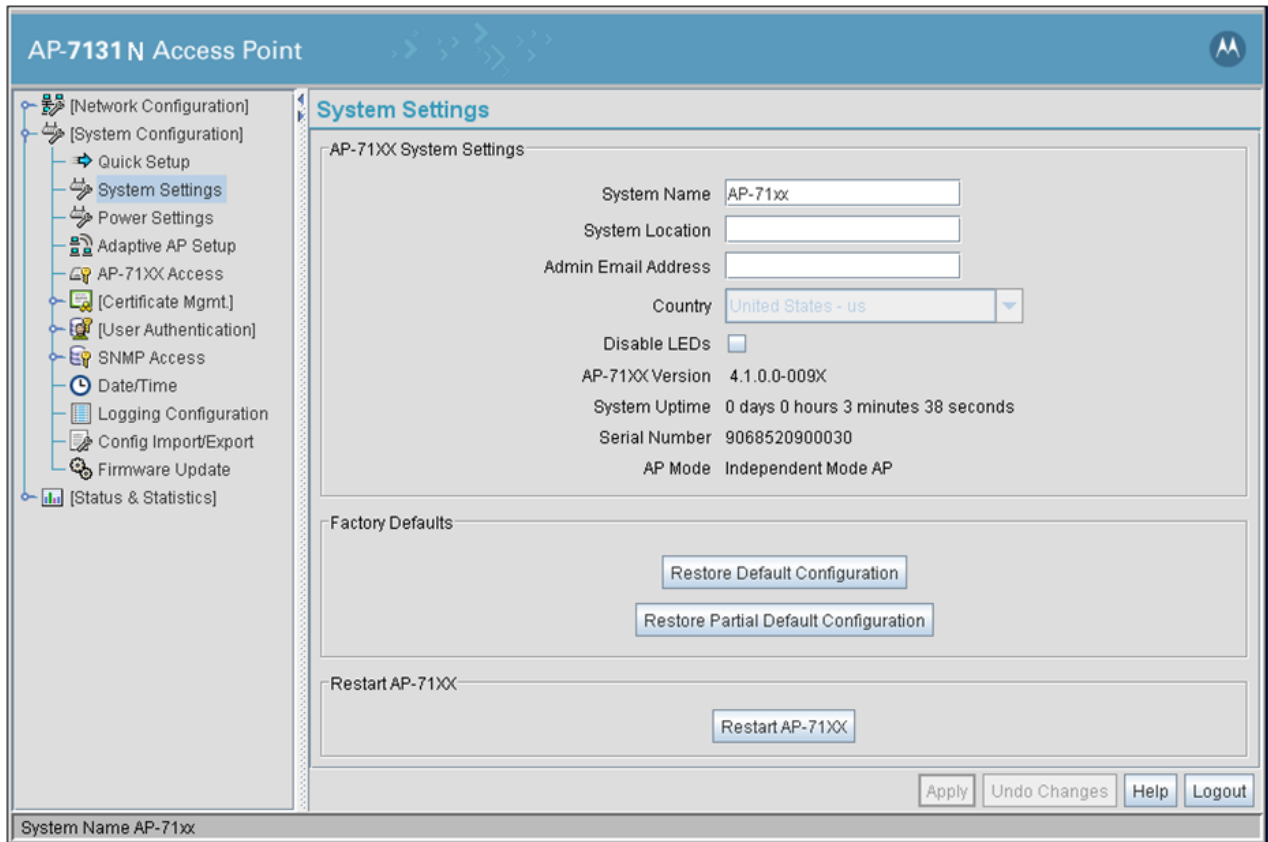 AP-7131 N Access Point
[Network Configuration]
[System Configuration]
Quick Setup
System Settings
Power Settings
Adaptive AP Setup
AP-71XX Access
[Certificate Mgmt.]
[User Authentication]
SNMP Access
Date/Time
Logging Configuration
Config Import/Export
Firmware Update
[Status & Statistics]
System Settings
AP-71XX System Settings
System Name AP-71xx
System Location
Admin Email Address
Country United States - us
Disable LEDs
AP-71XX Version 4.1.0.0-009X
System Uptime 0 days 0 hours 3 minutes 38 seconds
Serial Number 9068520900030
AP Mode Independent Mode AP
Factory Defaults
Restore Default Configuration
Restore Partial Default Configuration
Restart AP-71XX
Restart AP-71XX
Apply Undo Changes Help Logout
System Name AP-71xx